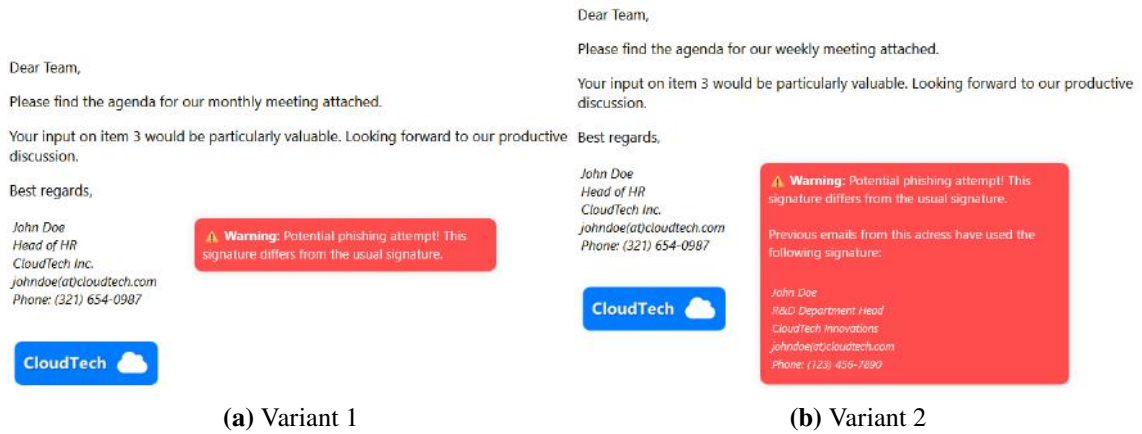 Dear Team,
Please find the agenda for our monthly meeting attached.
Your input on item 3 would be particularly valuable. Looking forward to our productive
discussion.
Best regards,
John Doe
Head of HR
CloudTech Inc.
johndoe(at)cloudtech.com
Phone: (321) 654-0987
⚠ Warning: Potential phishing attempt! This
signature differs from the usual signature.
CloudTech
(a) Variant 1
Dear Team,
Please find the agenda for our weekly meeting attached.
Your input on item 3 would be particularly valuable. Looking forward to our productive
discussion.
Best regards,
John Doe
Head of HR
CloudTech Inc.
johndoe(at)cloudtech.com
Phone: (321) 654-0987
⚠ Warning: Potential phishing attempt! This
signature differs from the usual signature.
Previous emails from this adress have used the
following signature:
John Doe
R&D Department Head
CloudTech Innovations
johndoe(at)cloudtech.com
Phone: (123) 456-7890
CloudTech
(b) Variant 2